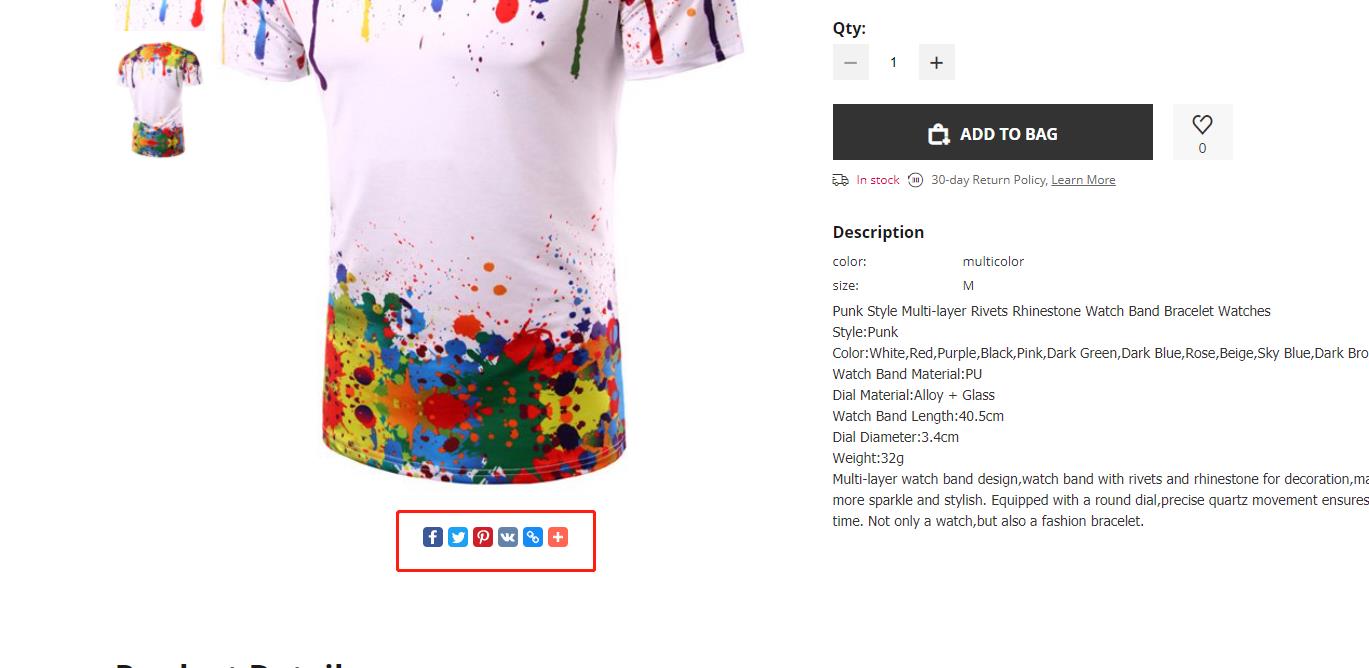 Qty:
1
ADD TO BAG
0
In stock 30-day Return Policy, Learn More
Description
color: multicolor
size: M
Punk Style Multi-layer Rivets Rhinestone Watch Band Bracelet Watches
Style:Punk
Color:White,Red,Purple,Black,Pink,Dark Green,Dark Blue,Rose,Beige,Sky Blue,Dark Bro
Watch Band Material:PU
Dial Material:Alloy + Glass
Watch Band Length:40.5cm
Dial Diameter:3.4cm
Weight:32g
Multi-layer watch band design,watch band with rivets and rhinestone for decoration,ma
more sparkle and stylish. Equipped with a round dial,precise quartz movement ensures
time. Not only a watch,but also a fashion bracelet.